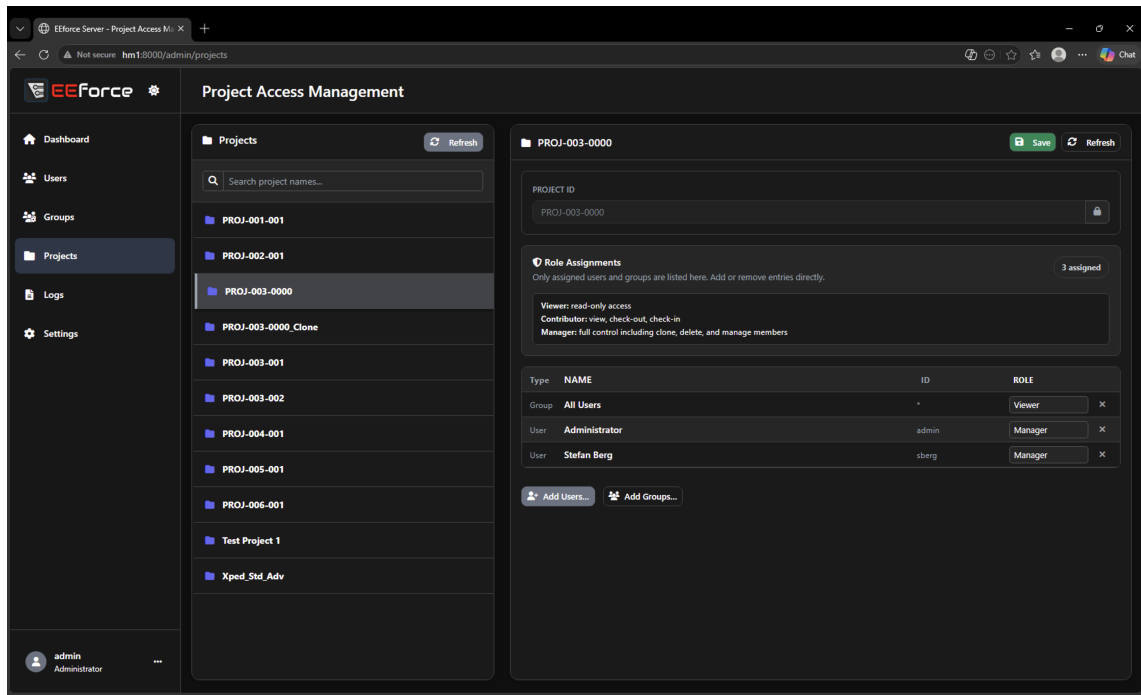 EEforce Server - Project Access Ma
Not secure hm1:8000/admin/projects
Chat
EEForce
Project Access Management
Dashboard
Users
Groups
Projects
Logs
Settings
admin
Administrator
Projects
Refresh
Search project names...
PROJ-001-001
PROJ-002-001
PROJ-003-0000
PROJ-003-0000_Clone
PROJ-003-001
PROJ-003-002
PROJ-004-001
PROJ-005-001
PROJ-006-001
Test Project 1
Xped_Std_Adv
PROJ-003-0000
Save
Refresh
PROJECT ID
PROJ-003-0000
Role Assignments
Only assigned users and groups are listed here. Add or remove entries directly.
3 assigned
Viewer: read-only access
Contributor: view, check-out, check-in
Manager: full control including clone, delete, and manage members
Type NAME ID ROLE
Group All Users * Viewer
User Administrator admin Manager
User Stefan Berg sberg Manager
Add Users... Add Groups...